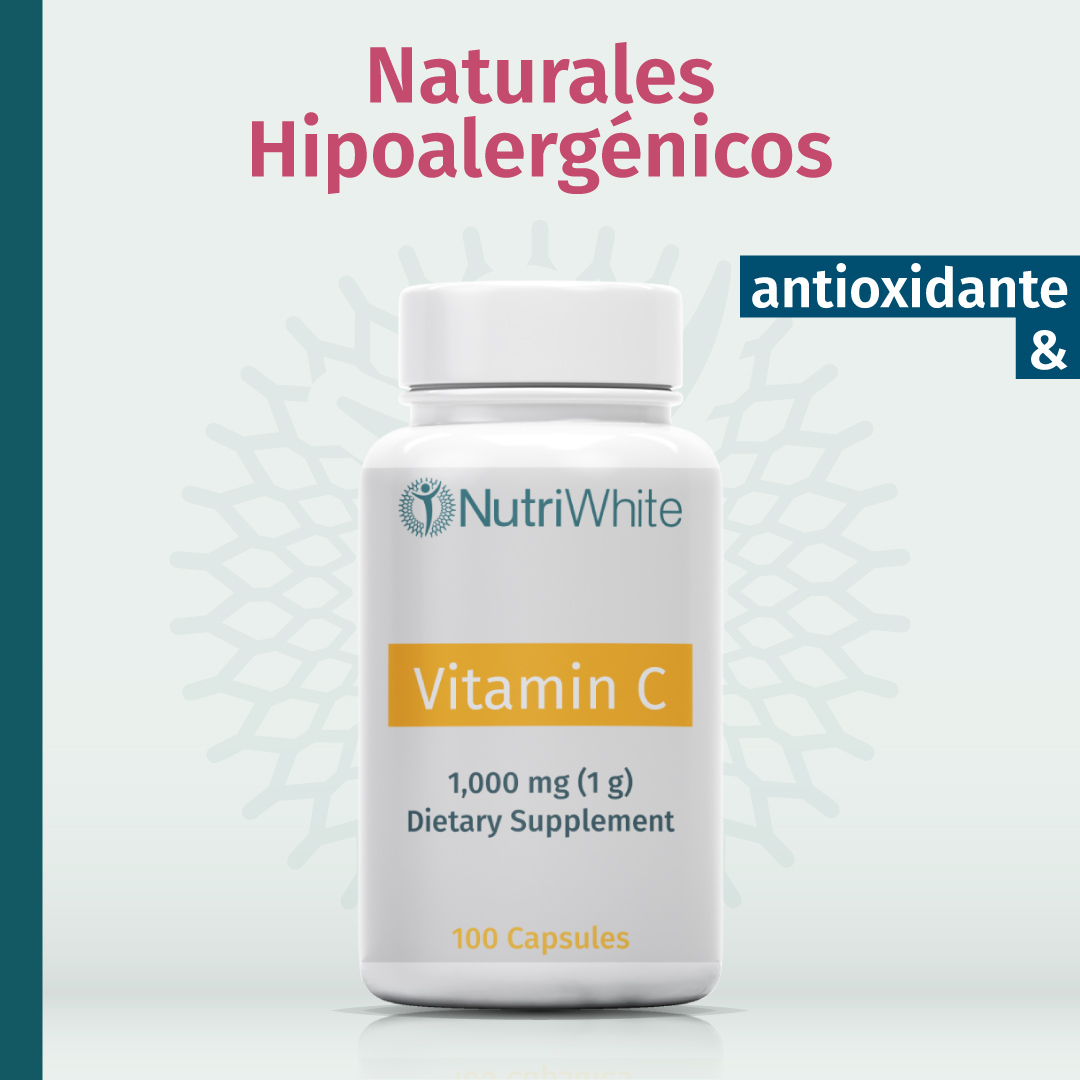 Naturales
Hipoalergénicos
antioxidante
&
NutriWhite
Vitamin C
1,000 mg (1 g)
Dietary Supplement
100 Capsules